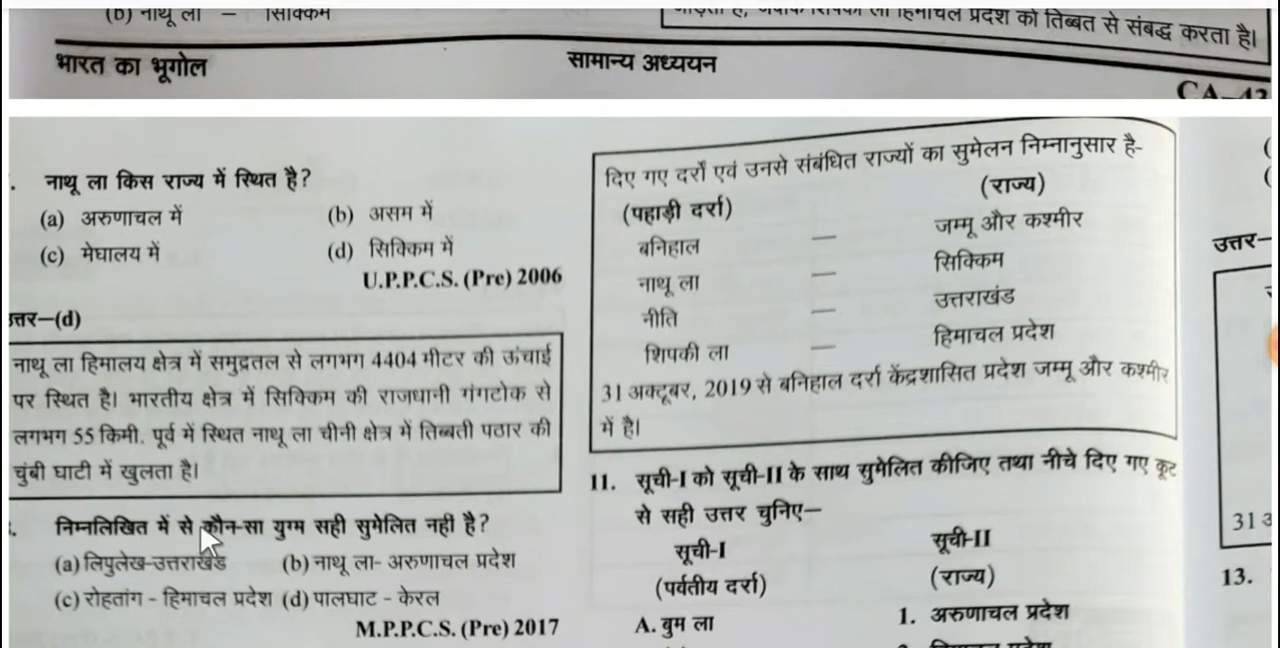 (b) नाथू ला – सिक्किम
हिमाचल प्रदेश को तिब्बत से संबद्ध करता है।
भारत का भूगोल
सामान्य अध्ययन
CA–42
नाथू ला किस राज्य में स्थित है?
(a) अरुणाचल में
(b) असम में
(c) मेघालय में
(d) सिक्किम में
U.P.P.C.S. (Pre) 2006
उत्तर–(d)
नाथू ला हिमालय क्षेत्र में समुद्रतल से लगभग 4404 मीटर की ऊंचाई
पर स्थित है। भारतीय क्षेत्र में सिक्किम की राजधानी गंगटोक से
लगभग 55 किमी. पूर्व में स्थित नाथू ला चीनी क्षेत्र में तिब्बती पठार की
चुंबी घाटी में खुलता है।
निम्नलिखित में से कौन-सा युग्म सही सुमेलित नही है?
(a) लिपुलेख-उत्तराखंड
(b) नाथू ला- अरुणाचल प्रदेश
(c) रोहतांग - हिमाचल प्रदेश
(d) पालघाट - केरल
M.P.P.C.S. (Pre) 2017
दिए गए दर्रों एवं उनसे संबंधित राज्यों का सुमेलन निम्नानुसार है-
(पहाड़ी दर्रा) (राज्य)
बनिहाल — जम्मू और कश्मीर
नाथू ला — सिक्किम
नीति — उत्तराखंड
शिपकी ला — हिमाचल प्रदेश
31 अक्टूबर, 2019 से बनिहाल दर्रा केंद्रशासित प्रदेश जम्मू और कश्मीर
में है।
11. सूची-I को सूची-II के साथ सुमेलित कीजिए तथा नीचे दिए गए कूट
से सही उत्तर चुनिए–
सूची-I सूची-II
(पर्वतीय दर्रा) (राज्य)
A. बुम ला 1. अरुणाचल प्रदेश
उत्तर–
31
13.